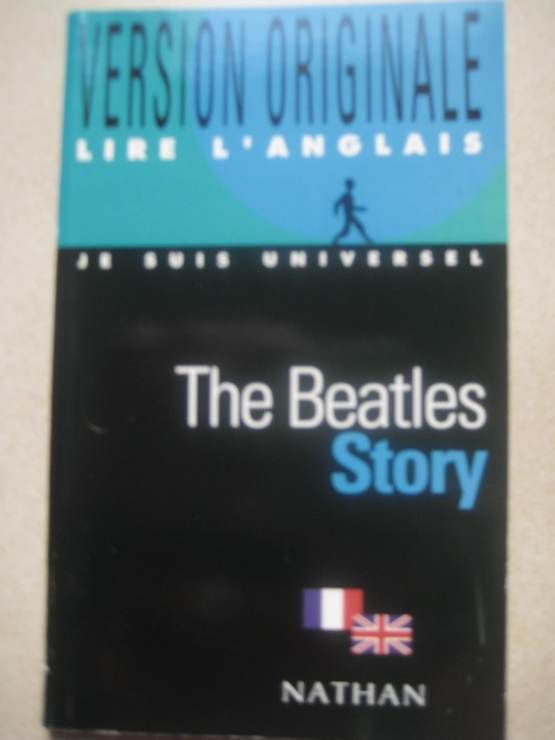 VERSION ORIGINALE
LIRE L'ANGLAIS
JE SUIS UNIVERSEL
The Beatles
Story
NATHAN